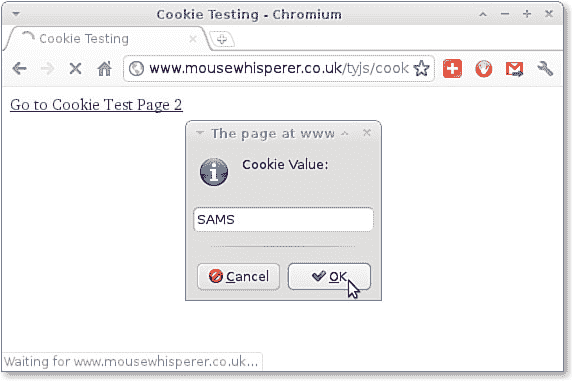 Cookie Testing - Chromium
Cookie Testing
www.mousewhisperer.co.uk/tyjs/cook
Go to Cookie Test Page 2
The page at www
Cookie Value:
SAMS
Cancel OK
Waiting for www.mousewhisperer.co.uk...